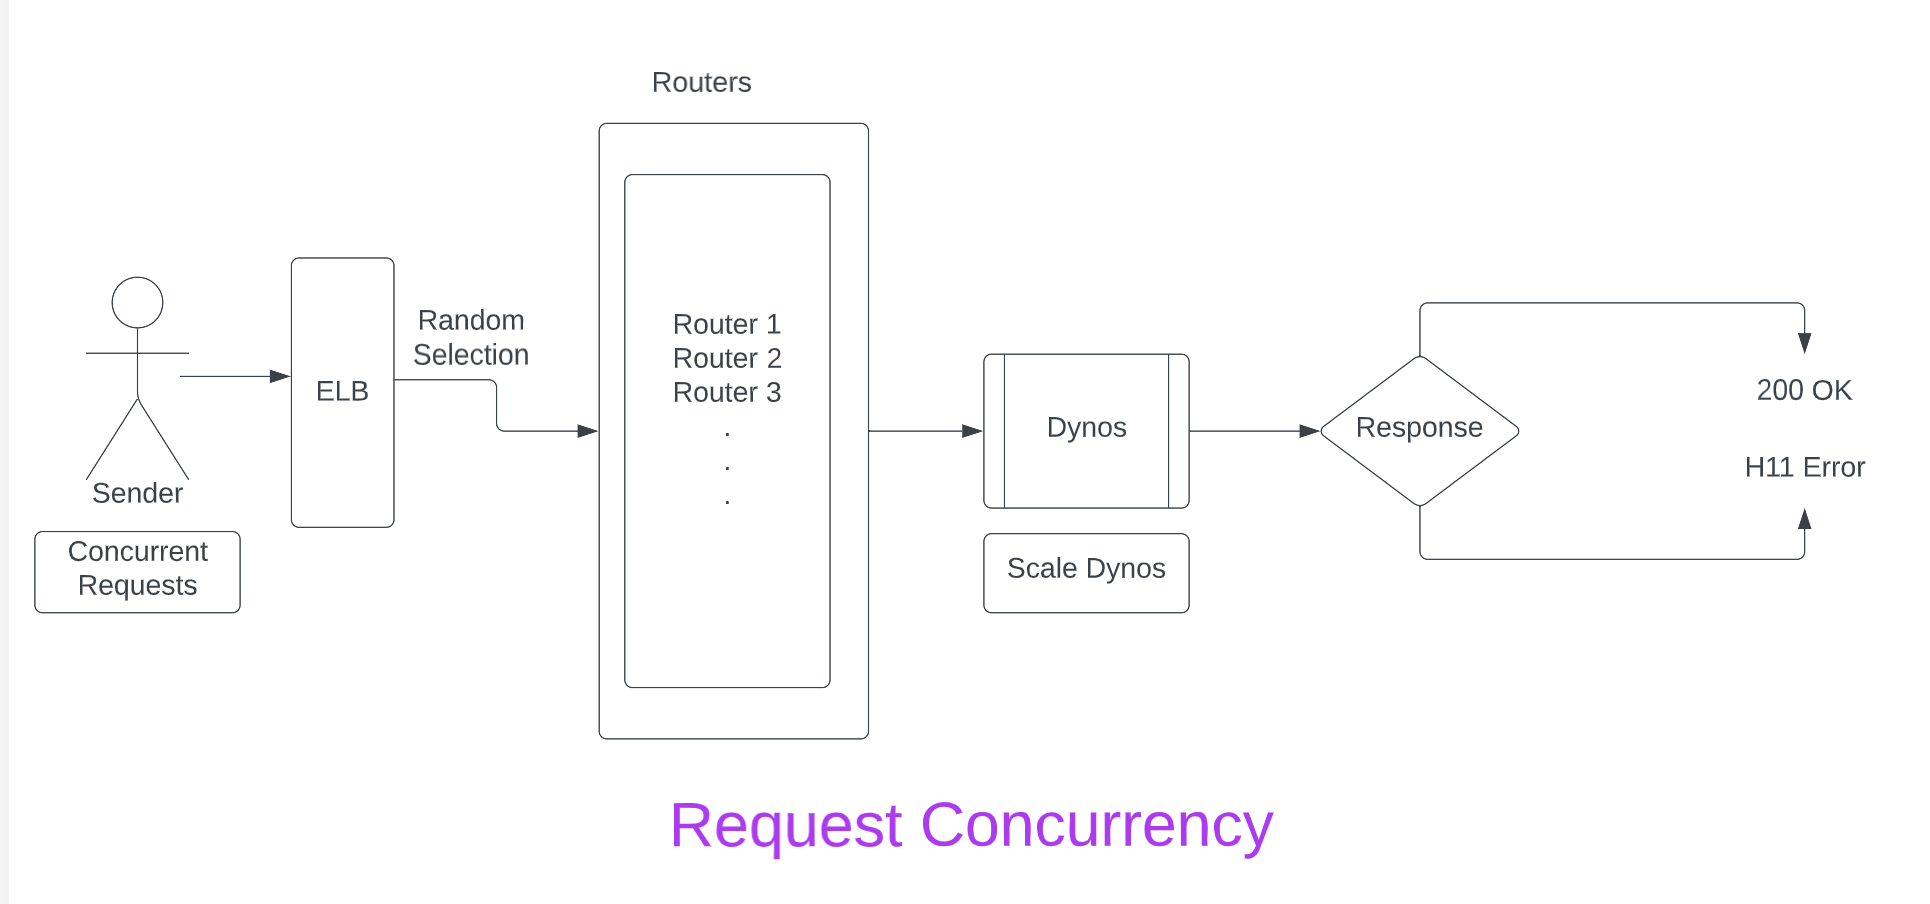 Routers
Router 1
Router 2
Router 3
.
.
.
Random
Selection
ELB
Sender
Concurrent
Requests
Dynos
Scale Dynos
Response
200 OK
H11 Error
Request Concurrency